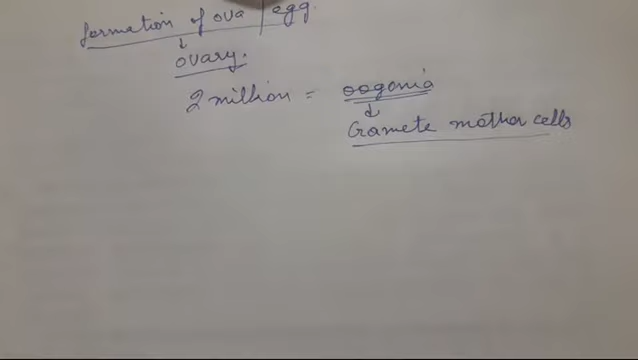 formation of ova / egg.
↓
ovary.
2 million = oogonia
↓
Gamete mother cells